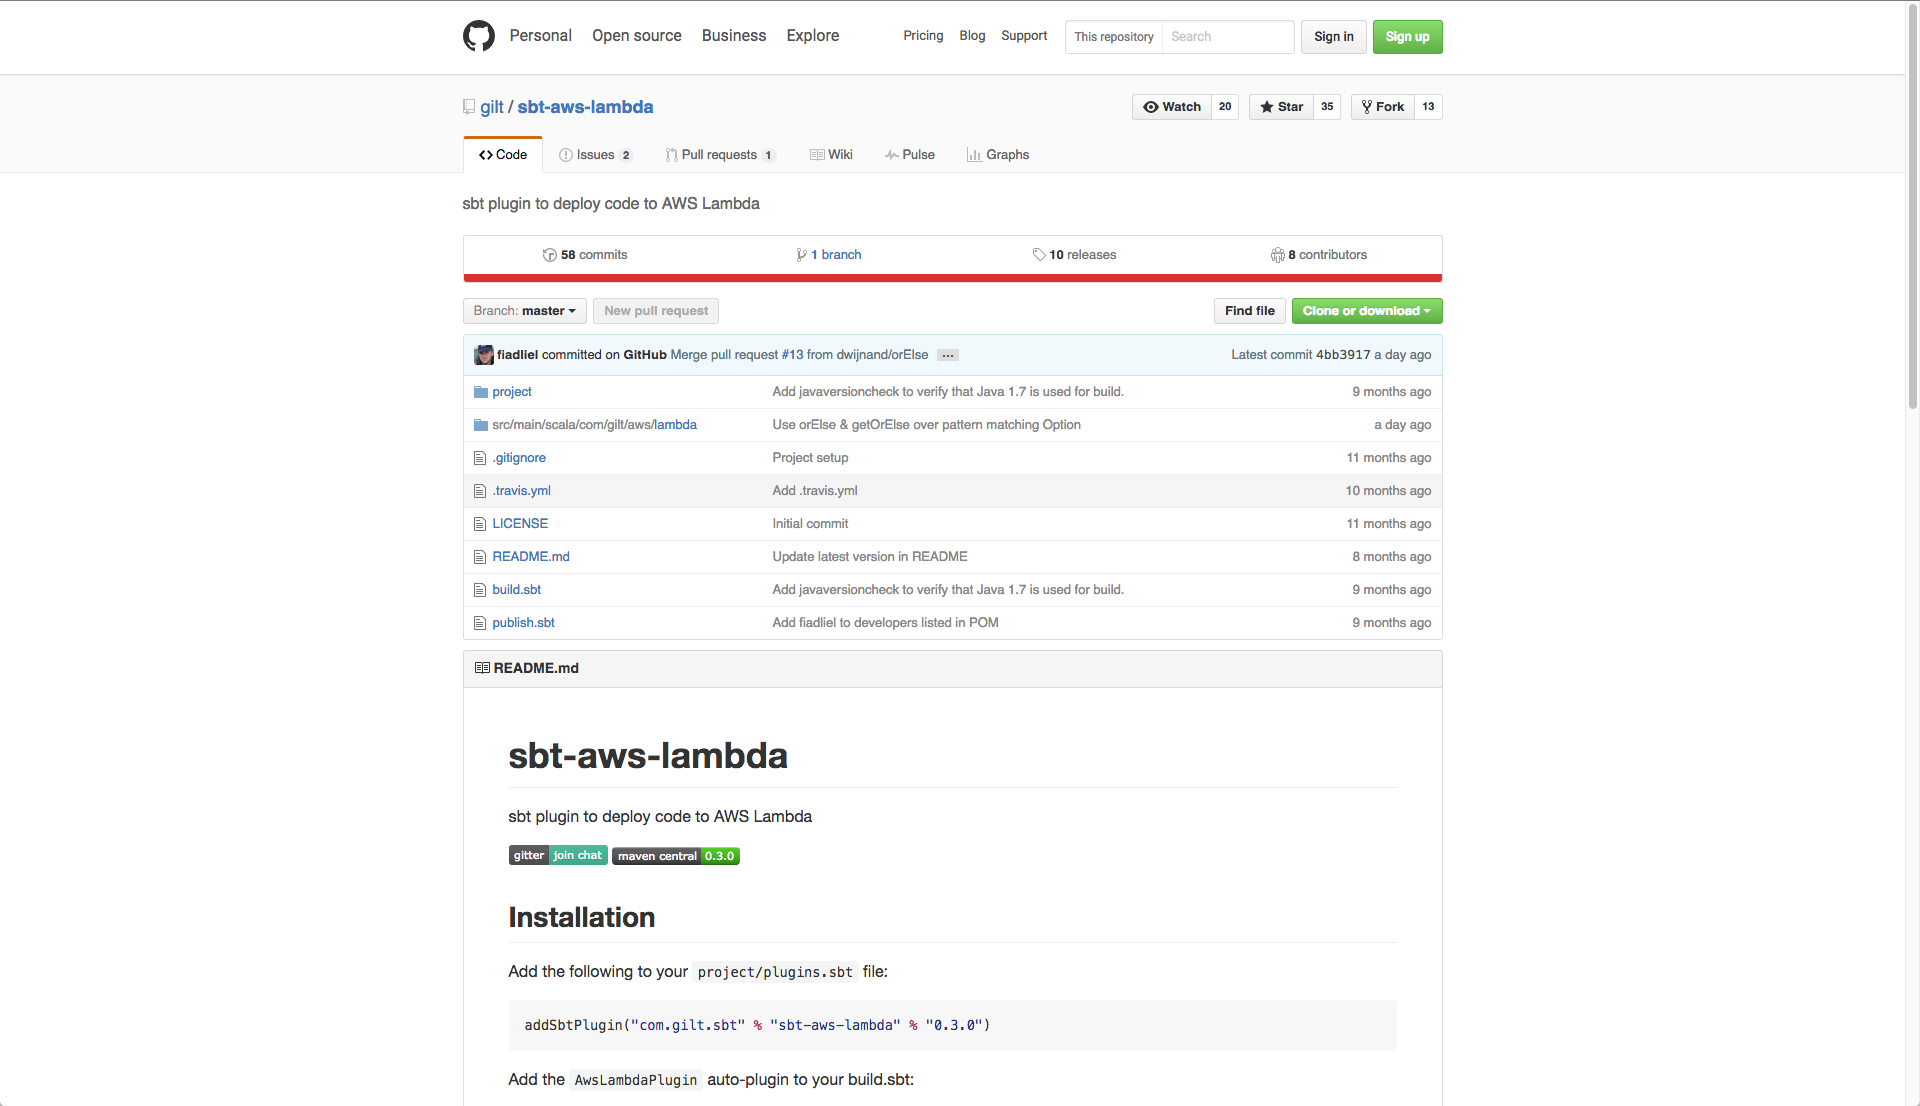 Personal Open source Business Explore Pricing Blog Support This repository Search Sign in Sign up
gilt / sbt-aws-lambda Watch 20 Star 35 Fork 13
Code Issues 2 Pull requests 1 Wiki Pulse Graphs
sbt plugin to deploy code to AWS Lambda
58 commits 1 branch 10 releases 8 contributors
Branch: master New pull request Find file Clone or download
fiadliel committed on GitHub Merge pull request #13 from dwijnand/orElse … Latest commit 4bb3917 a day ago
project Add javaversioncheck to verify that Java 1.7 is used for build. 9 months ago
src/main/scala/com/gilt/aws/lambda Use orElse & getOrElse over pattern matching Option a day ago
.gitignore Project setup 11 months ago
.travis.yml Add .travis.yml 10 months ago
LICENSE Initial commit 11 months ago
README.md Update latest version in README 8 months ago
build.sbt Add javaversioncheck to verify that Java 1.7 is used for build. 9 months ago
publish.sbt Add fiadliel to developers listed in POM 9 months ago
README.md
sbt-aws-lambda
sbt plugin to deploy code to AWS Lambda
gitter join chat maven central 0.3.0
Installation
Add the following to your project/plugins.sbt file:
addSbtPlugin("com.gilt.sbt" % "sbt-aws-lambda" % "0.3.0")
Add the AwsLambdaPlugin auto-plugin to your build.sbt: